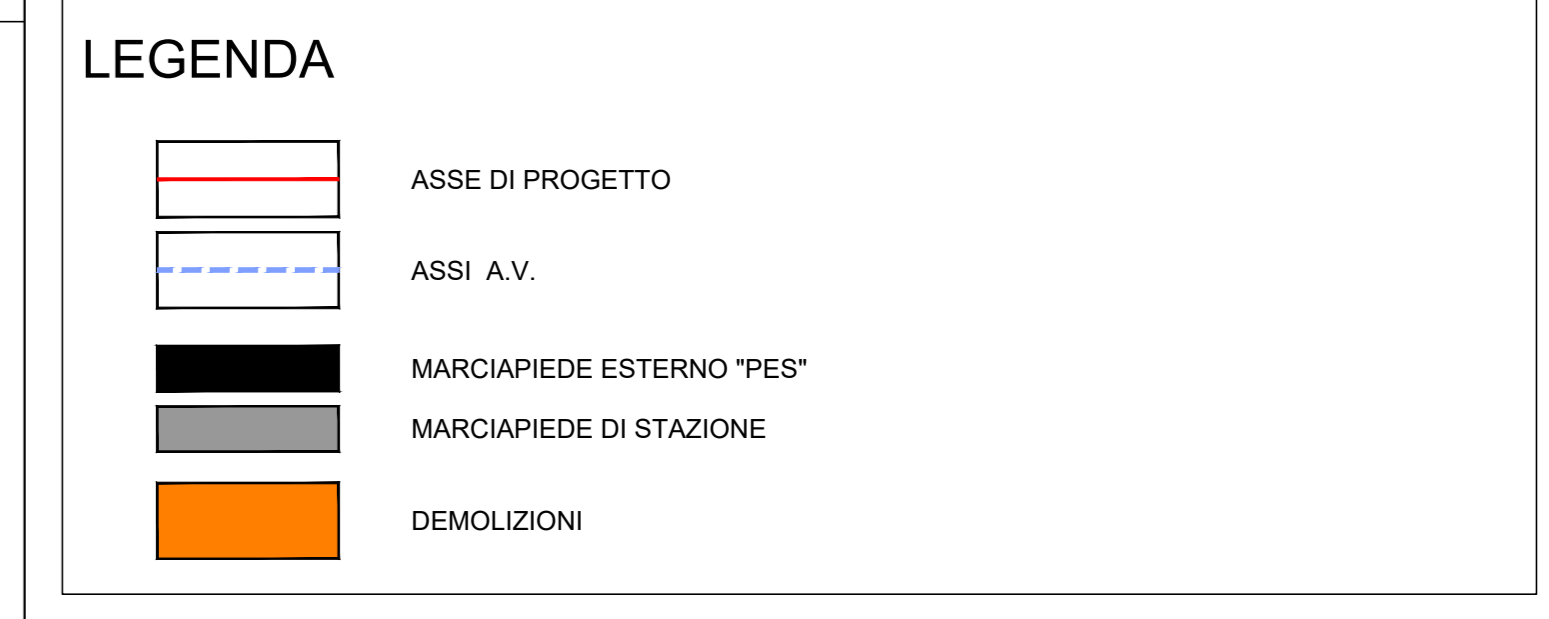 LEGENDA
ASSE DI PROGETTO
ASSI A.V.
MARCIAPIEDE ESTERNO "PES"
MARCIAPIEDE DI STAZIONE
DEMOLIZIONI